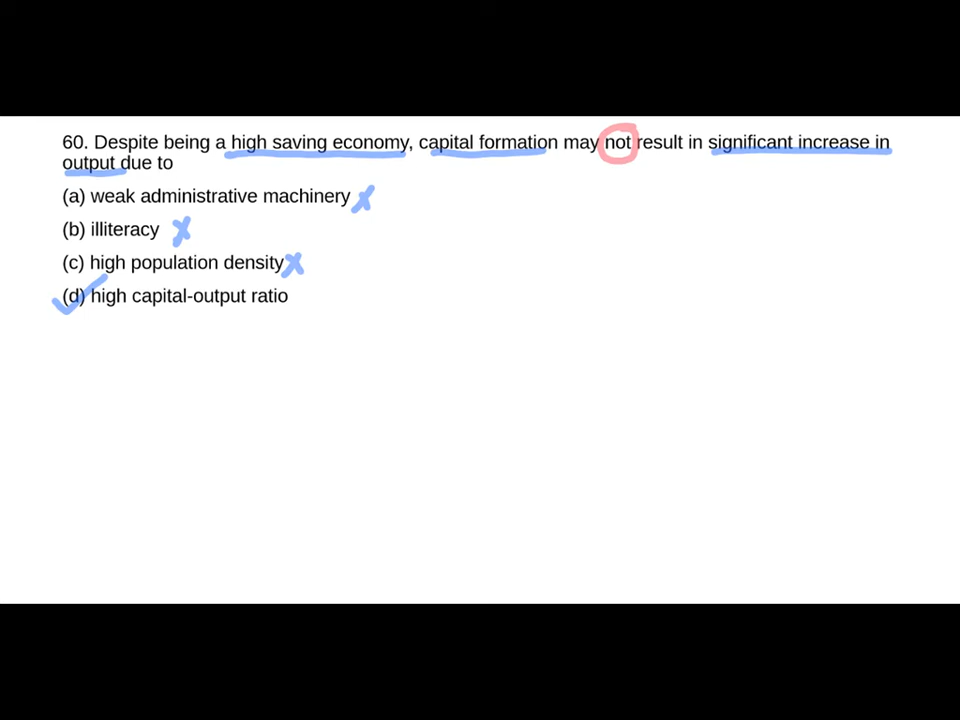 60. Despite being a high saving economy, capital formation may not result in significant increase in
output due to
(a) weak administrative machinery
(b) illiteracy
(c) high population density
(d) high capital-output ratio